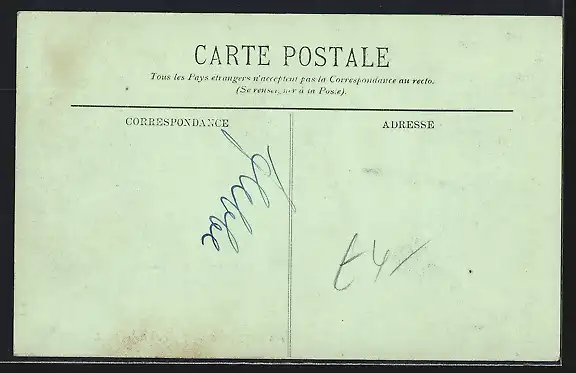 CARTE POSTALE
Tous les Pays étrangers n'acceptent pas la Correspondance au recto.
(Se renseigner à la Poste).
CORRESPONDANCE
ADRESSE